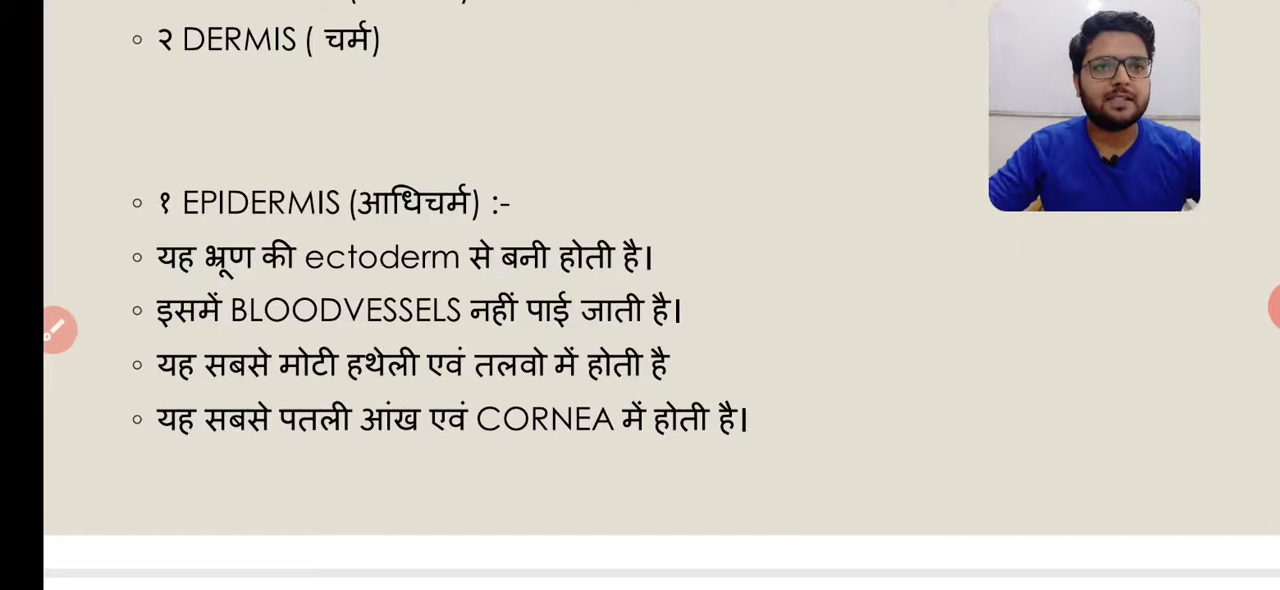 २ DERMIS ( चर्म)
१ EPIDERMIS (आधिचर्म) :-
यह भ्रूण की ectoderm से बनी होती है।
इसमें BLOODVESSELS नहीं पाई जाती है।
यह सबसे मोटी हथेली एवं तलवो में होती है
यह सबसे पतली आंख एवं CORNEA में होती है।